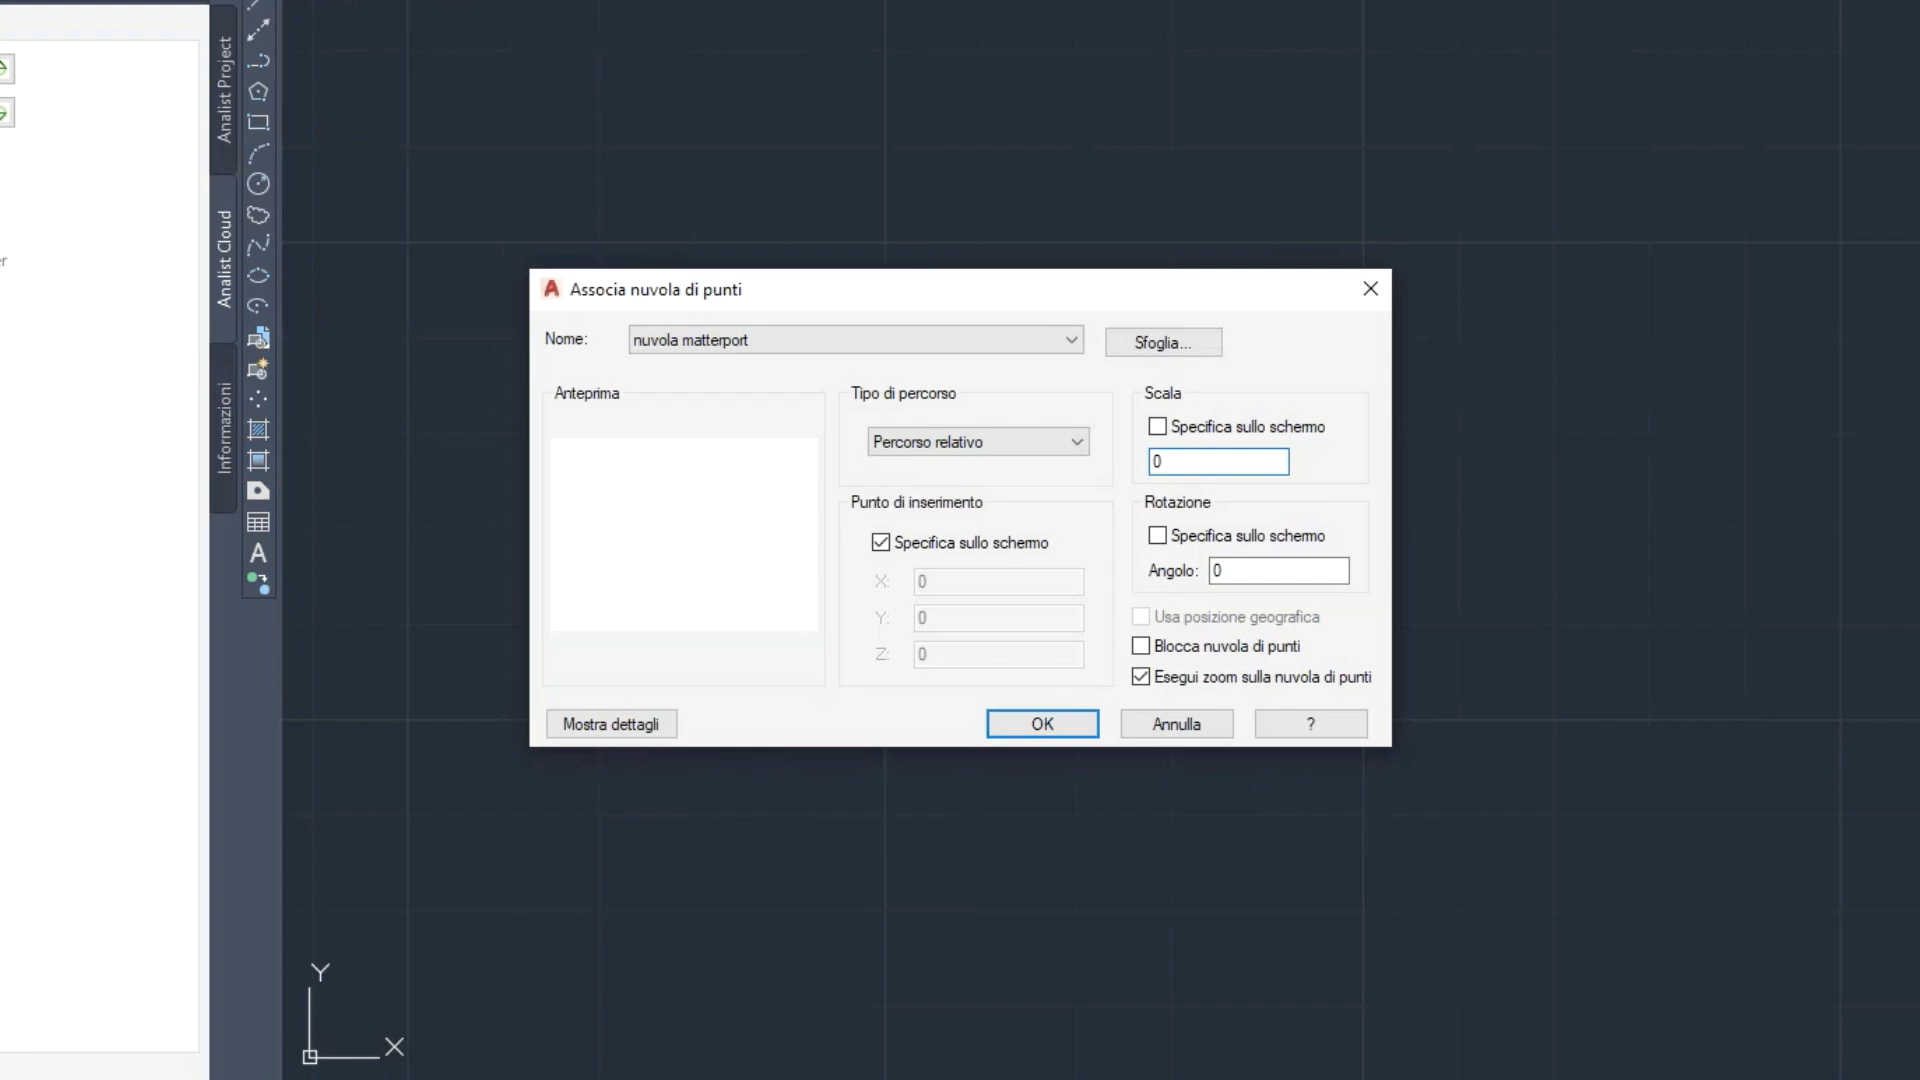 er
Analist Project
Analist Cloud
Informazioni
A
Associa nuvola di punti
Nome:
nuvola matterport
Sfoglia...
Anteprima
Tipo di percorso
Percorso relativo
Scala
Specifica sullo schermo
0
Punto di inserimento
Specifica sullo schermo
X: 0
Y: 0
Z: 0
Rotazione
Specifica sullo schermo
Angolo: 0
Usa posizione geografica
Blocca nuvola di punti
Esegui zoom sulla nuvola di punti
Mostra dettagli
OK
Annulla
?
Y
X